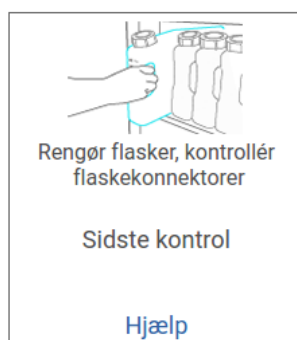 Rengør flasker, kontrollér
flaskekonnektorer
Sidste kontrol
Hjælp